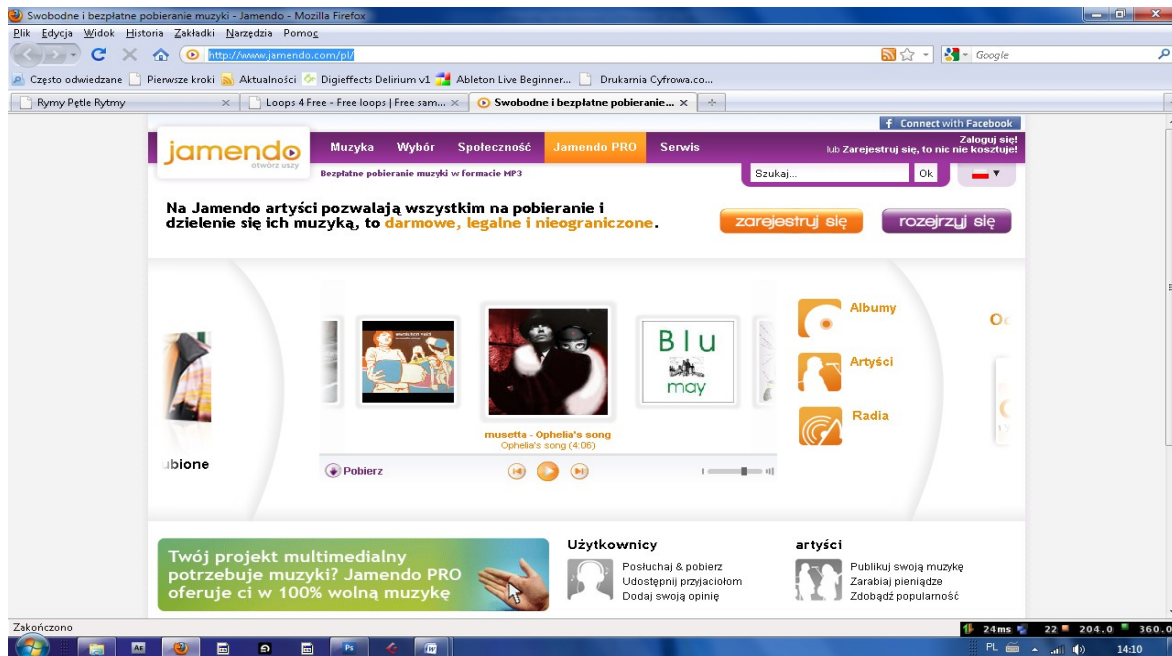 Swobodne i bezpłatne pobieranie muzyki - Jamendo - Mozilla Firefox
Plik Edycja Widok Historia Zakładki Narzędzia Pomoc
http://www.jamendo.com/pl/
Google
Często odwiedzane Pierwsze kroki Aktualności Digieffects Delirium v1 Ableton Live Beginner... Drukarnia Cyfrowa.co...
Rymy Pętle Rytmy
Loops 4 Free - Free loops | Free sam...
Swobodne i bezpłatne pobieranie...
f Connect with Facebook
jamendo
otwórz uszy
Muzyka Wybór Społeczność Jamendo PRO Serwis
Zaloguj się!
lub Zarejestruj się, to nic nie kosztuje!
Bezpłatne pobieranie muzyki w formacie MP3
Szukaj... Ok
Na Jamendo artyści pozwalają wszystkim na pobieranie i
dzielenie się ich muzyką, to darmowe, legalne i nieograniczone.
zarejestruj się
rozejrzyj się
Blu
may
Albumy
Artyści
Radia
musetta - Ophelia's song
Ophelia's song (4:06)
ubione
Pobierz
Twój projekt multimedialny
potrzebuje muzyki? Jamendo PRO
oferuje ci w 100% wolną muzykę
Użytkownicy
Posłuchaj & pobierz
Udostępnij przyjaciołom
Dodaj swoją opinię
artyści
Publikuj swoją muzykę
Zarabiaj pieniądze
Zdobądź popularność
Zakończono
24ms 22 204.0 360.0
AE
Ps
PL
14:10